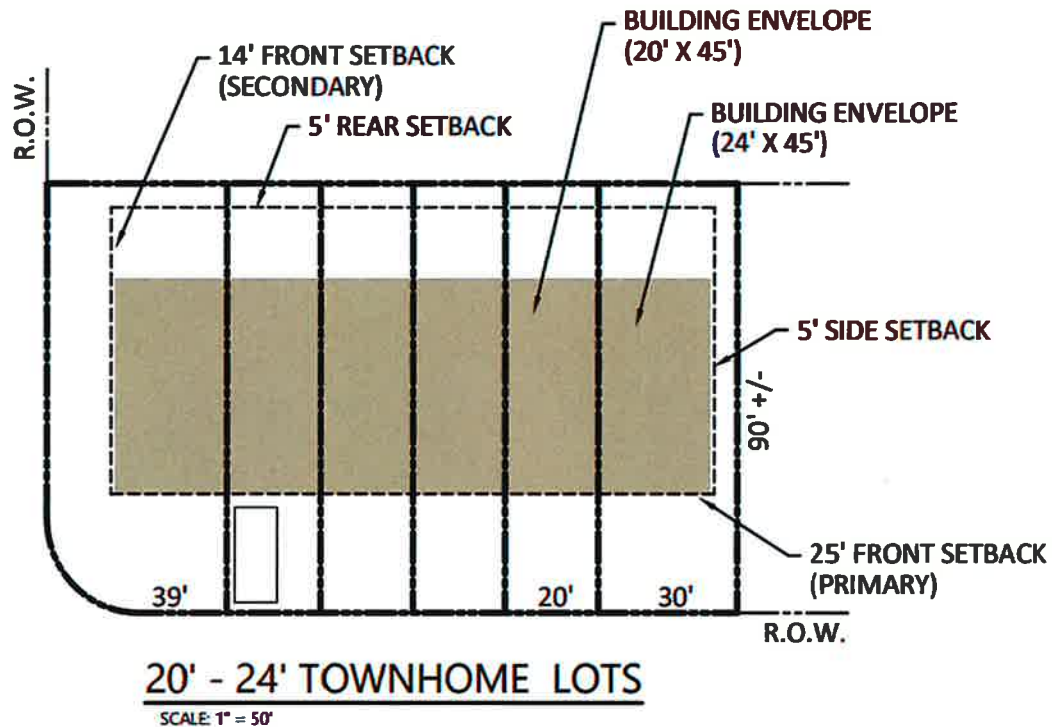 BUILDING ENVELOPE
(20' X 45')
14' FRONT SETBACK
(SECONDARY)
R.O.W.
5' REAR SETBACK
BUILDING ENVELOPE
(24' X 45')
5' SIDE SETBACK
90' +/-
25' FRONT SETBACK
(PRIMARY)
39'
20'
30'
R.O.W.
20' - 24' TOWNHOME LOTS
SCALE: 1" = 50'